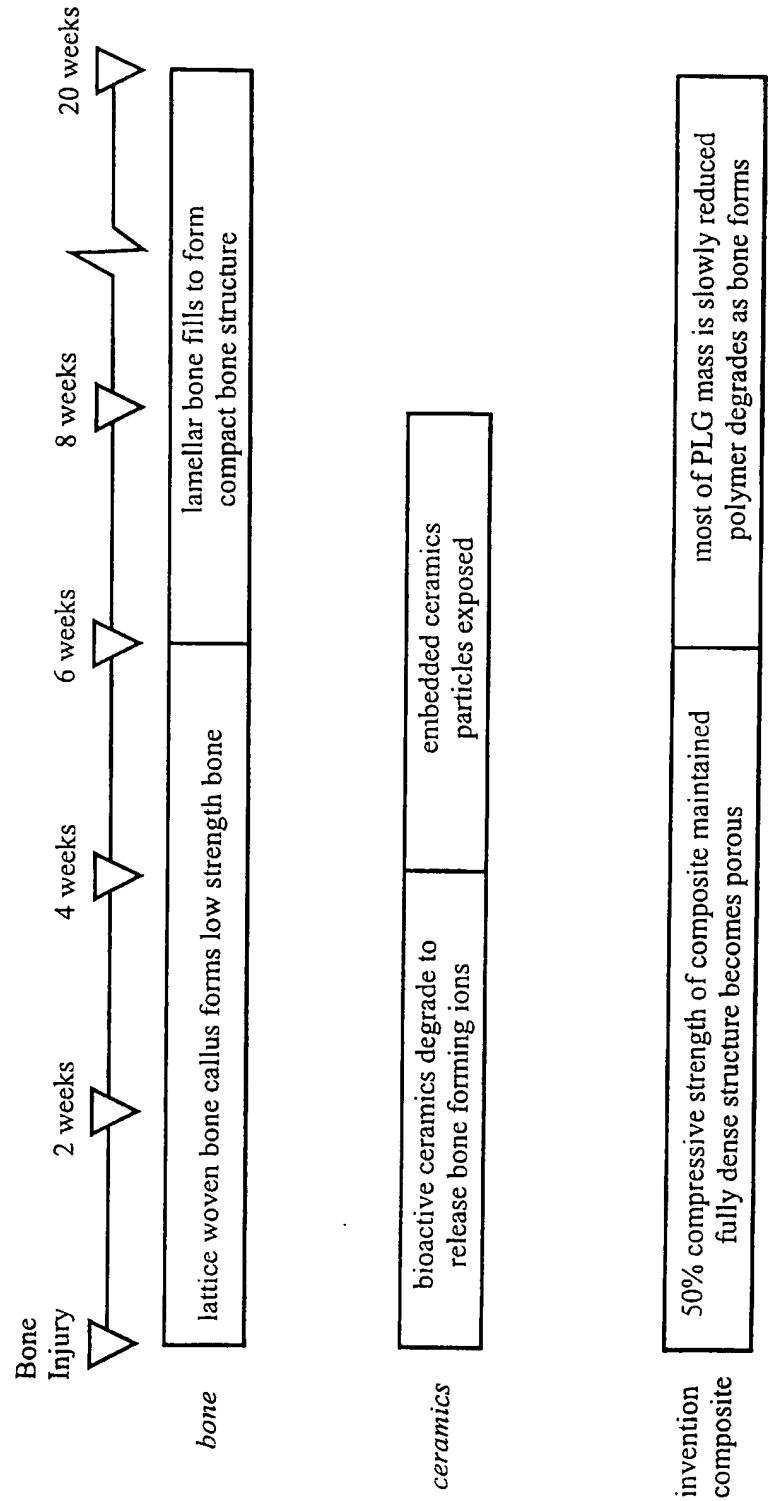 Bone
Injury
2 weeks
4 weeks
6 weeks
8 weeks
20 weeks
bone
lattice woven bone callus forms low strength bone
lamellar bone fills to form
compact bone structure
ceramics
bioactive ceramics degrade to
release bone forming ions
embedded ceramics
particles exposed
invention
composite
50% compressive strength of composite maintained
fully dense structure becomes porous
most of PLG mass is slowly reduced
polymer degrades as bone forms